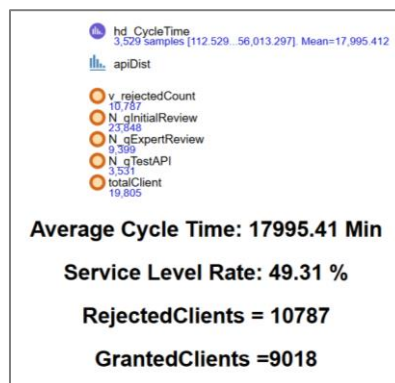 hd_CycleTime
3,529 samples [112.529...56,013.297]. Mean=17,995.412
apiDist
v_rejectedCount
10,787
N_qInitialReview
23,848
N_qExpertReview
9,399
N_qTestAPI
3,531
totalClient
19,805
Average Cycle Time: 17995.41 Min
Service Level Rate: 49.31 %
RejectedClients = 10787
GrantedClients =9018